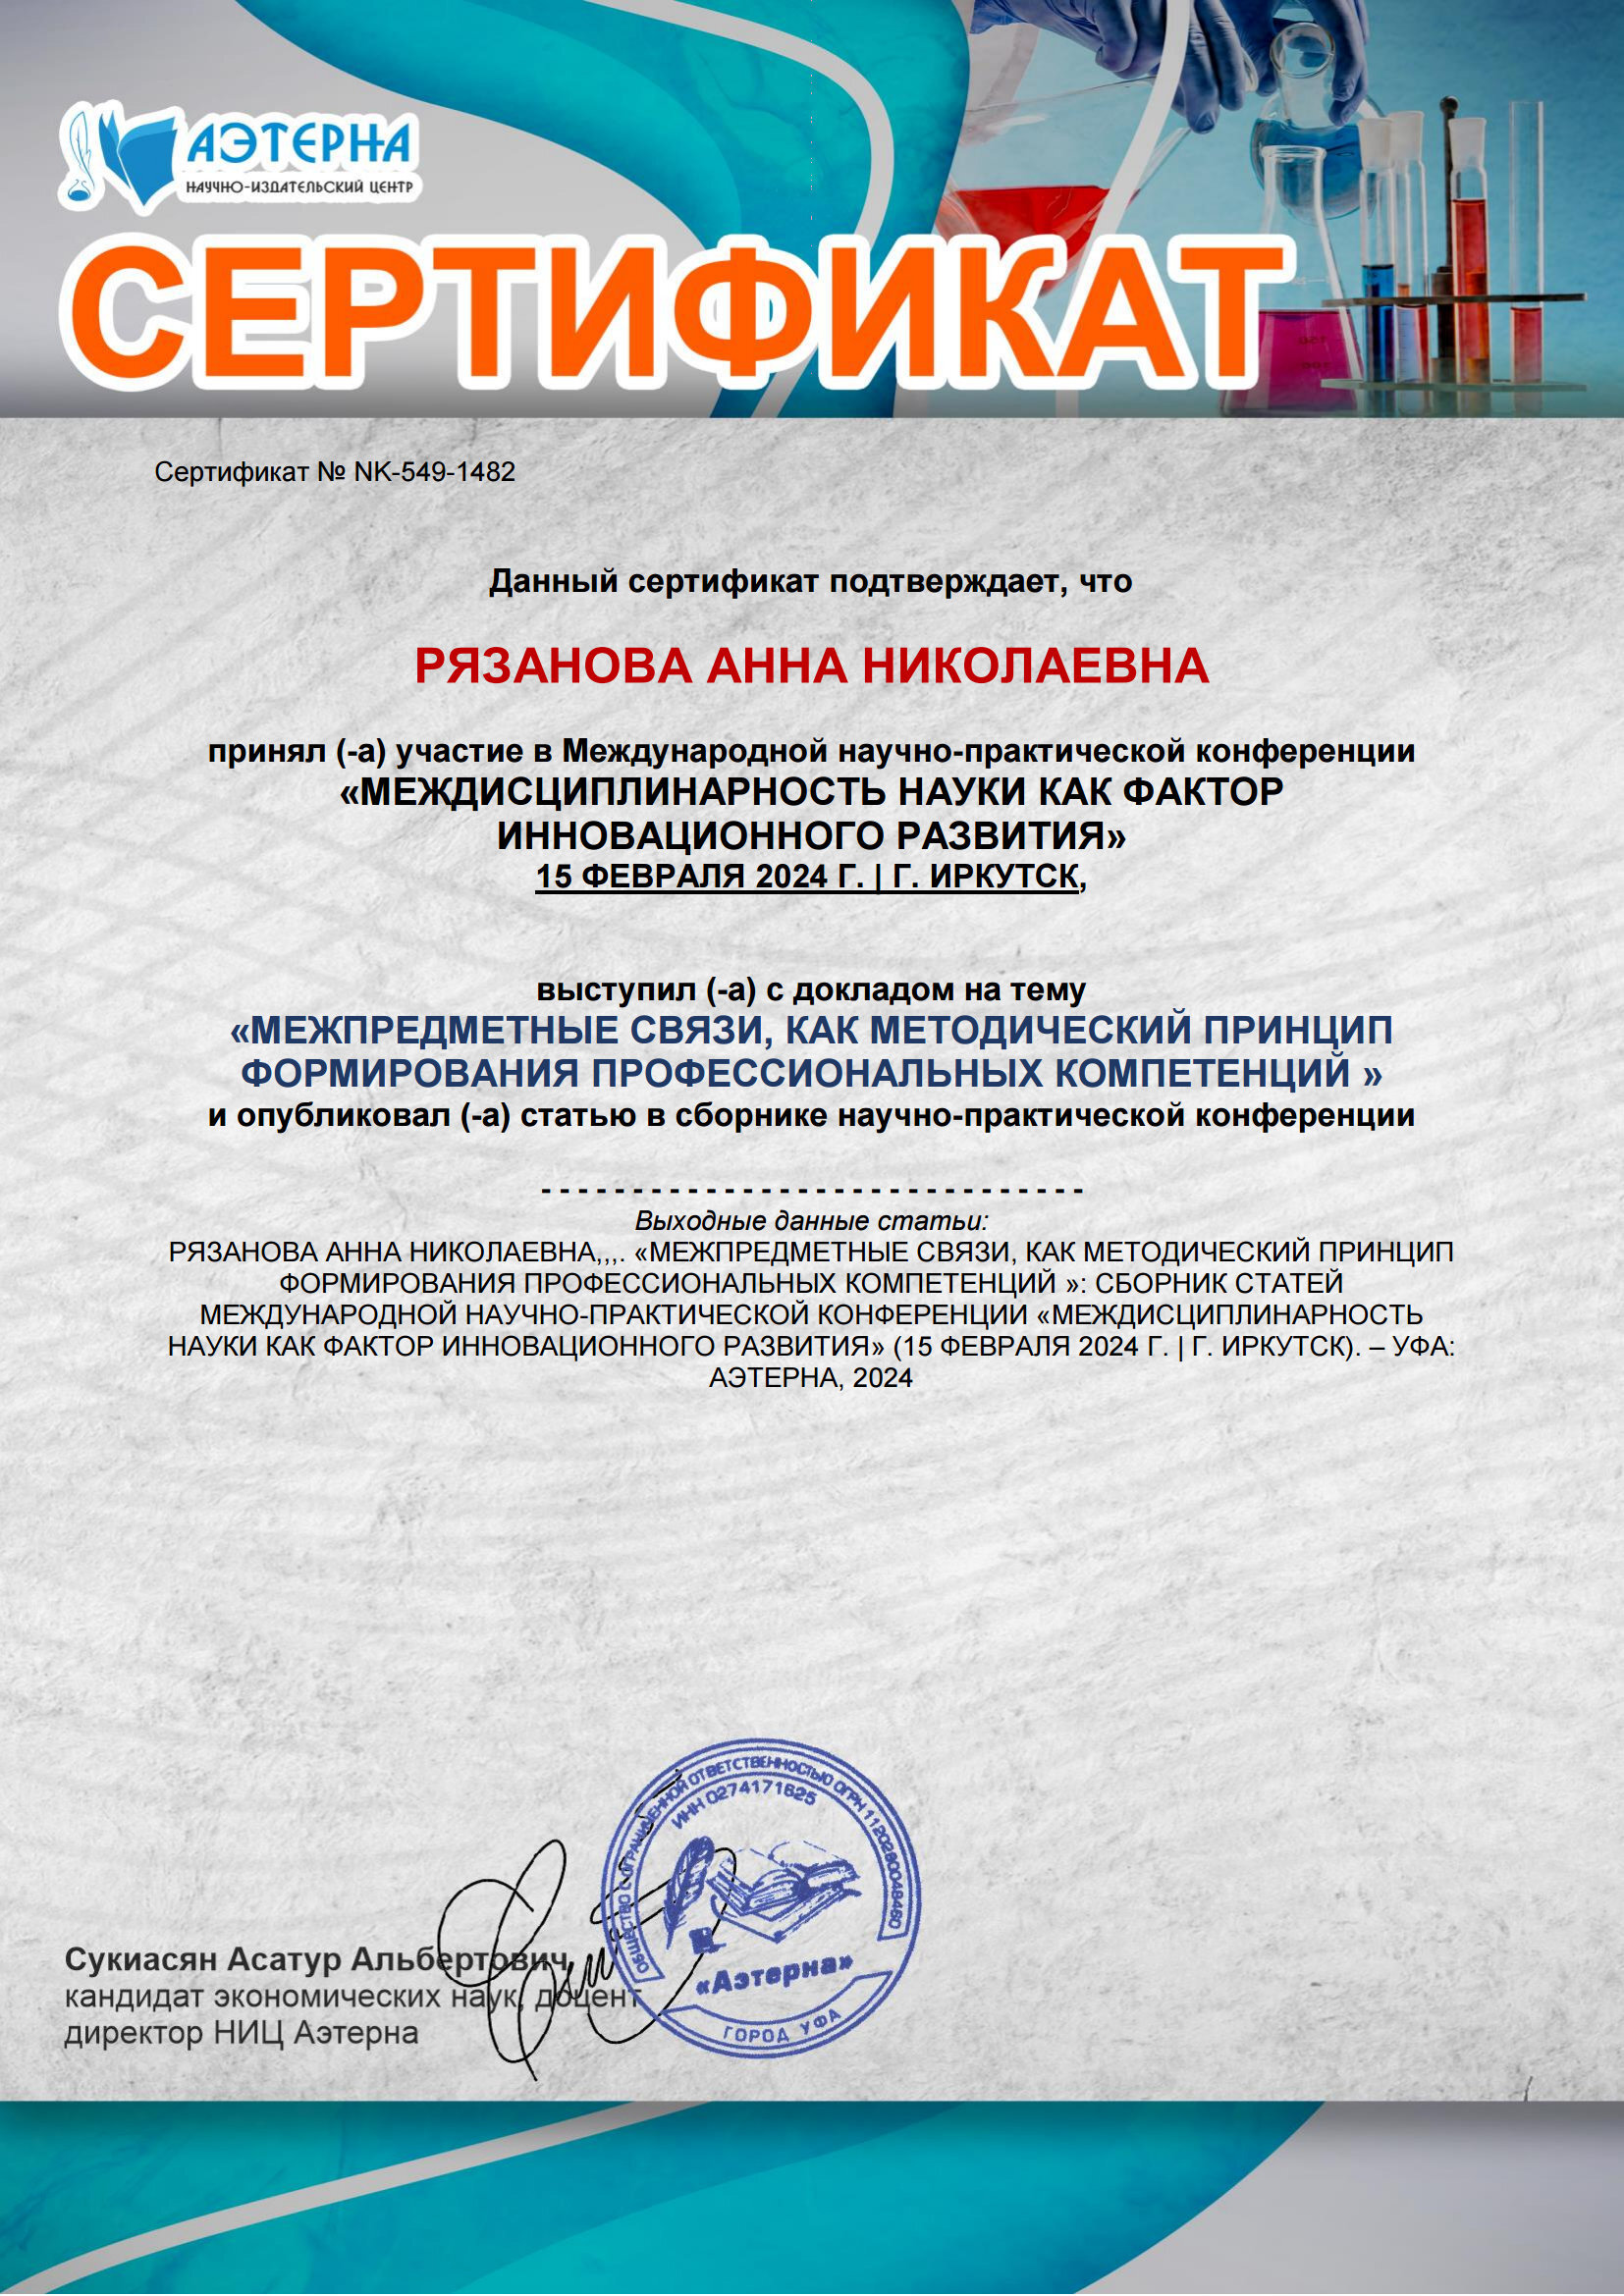 АЭТЕРНА
НАУЧНО-ИЗДАТЕЛЬСКИЙ ЦЕНТР
СЕРТИФИКАТ
Сертификат № NK-549-1482
Данный сертификат подтверждает, что
РЯЗАНОВА АННА НИКОЛАЕВНА
принял (-а) участие в Международной научно-практической конференции
«МЕЖДИСЦИПЛИНАРНОСТЬ НАУКИ КАК ФАКТОР
ИННОВАЦИОННОГО РАЗВИТИЯ»
15 ФЕВРАЛЯ 2024 Г. | Г. ИРКУТСК,
выступил (-а) с докладом на тему
«МЕЖПРЕДМЕТНЫЕ СВЯЗИ, КАК МЕТОДИЧЕСКИЙ ПРИНЦИП
ФОРМИРОВАНИЯ ПРОФЕССИОНАЛЬНЫХ КОМПЕТЕНЦИЙ »
и опубликовал (-а) статью в сборнике научно-практической конференции
- - - - - - - - - - - - - - - - - - - - - - - - - - - - - -
Выходные данные статьи:
РЯЗАНОВА АННА НИКОЛАЕВНА,,,. «МЕЖПРЕДМЕТНЫЕ СВЯЗИ, КАК МЕТОДИЧЕСКИЙ ПРИНЦИП
ФОРМИРОВАНИЯ ПРОФЕССИОНАЛЬНЫХ КОМПЕТЕНЦИЙ »: СБОРНИК СТАТЕЙ
МЕЖДУНАРОДНОЙ НАУЧНО-ПРАКТИЧЕСКОЙ КОНФЕРЕНЦИИ «МЕЖДИСЦИПЛИНАРНОСТЬ
НАУКИ КАК ФАКТОР ИННОВАЦИОННОГО РАЗВИТИЯ» (15 ФЕВРАЛЯ 2024 Г. | Г. ИРКУТСК). – УФА:
АЭТЕРНА, 2024
ОБЩЕСТВО С ОГРАНИЧЕННОЙ ОТВЕТСТВЕННОСТЬЮ ОГРН 1120280048460
ИНН 0274171625
«Аэтерна»
ГОРОД УФА
Сукиасян Асатур Альбертович,
кандидат экономических наук, доцент
директор НИЦ Аэтерна